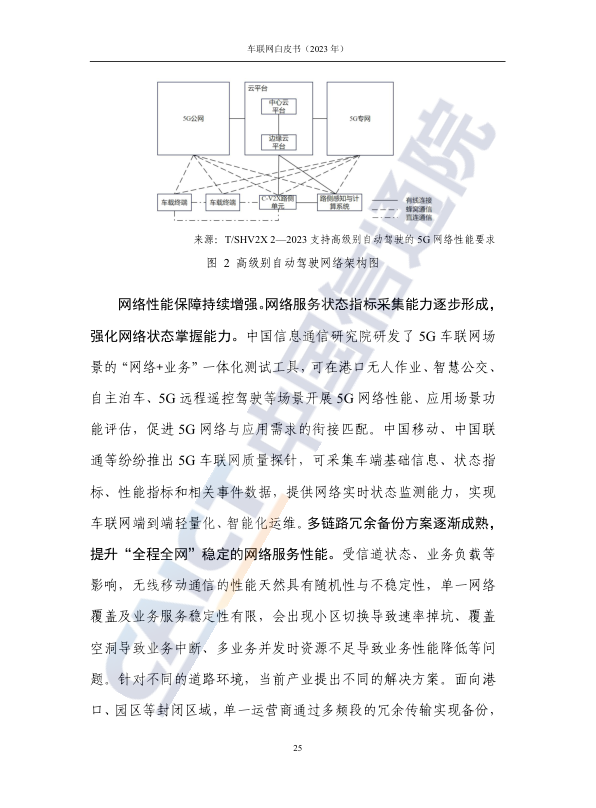 车联网白皮书（2023 年）
云平台
中心云
平台
5G公网
5G专网
边缘云
平台
车载终端
车载终端
C-V2X路侧
单元
路侧感知与计
算系统
有线连接
蜂窝通信
直连通信
来源：T/SHV2X 2—2023 支持高级别自动驾驶的 5G 网络性能要求
图 2 高级别自动驾驶网络架构图
网络性能保障持续增强。网络服务状态指标采集能力逐步形成，
强化网络状态掌握能力。中国信息通信研究院研发了 5G 车联网场
景的“网络+业务”一体化测试工具，可在港口无人作业、智慧公交、
自主泊车、5G 远程遥控驾驶等场景开展 5G 网络性能、应用场景功
能评估，促进 5G 网络与应用需求的衔接匹配。中国移动、中国联
通等纷纷推出 5G 车联网质量探针，可采集车端基础信息、状态指
标、性能指标和相关事件数据，提供网络实时状态监测能力，实现
车联网端到端轻量化、智能化运维。多链路冗余备份方案逐渐成熟，
提升“全程全网”稳定的网络服务性能。受信道状态、业务负载等
影响，无线移动通信的性能天然具有随机性与不稳定性，单一网络
覆盖及业务服务稳定性有限，会出现小区切换导致速率掉坑、覆盖
空洞导致业务中断、多业务并发时资源不足导致业务性能降低等问
题。针对不同的道路环境，当前产业提出不同的解决方案。面向港
口、园区等封闭区域，单一运营商通过多频段的冗余传输实现备份，
25
CAICT 中国信通院